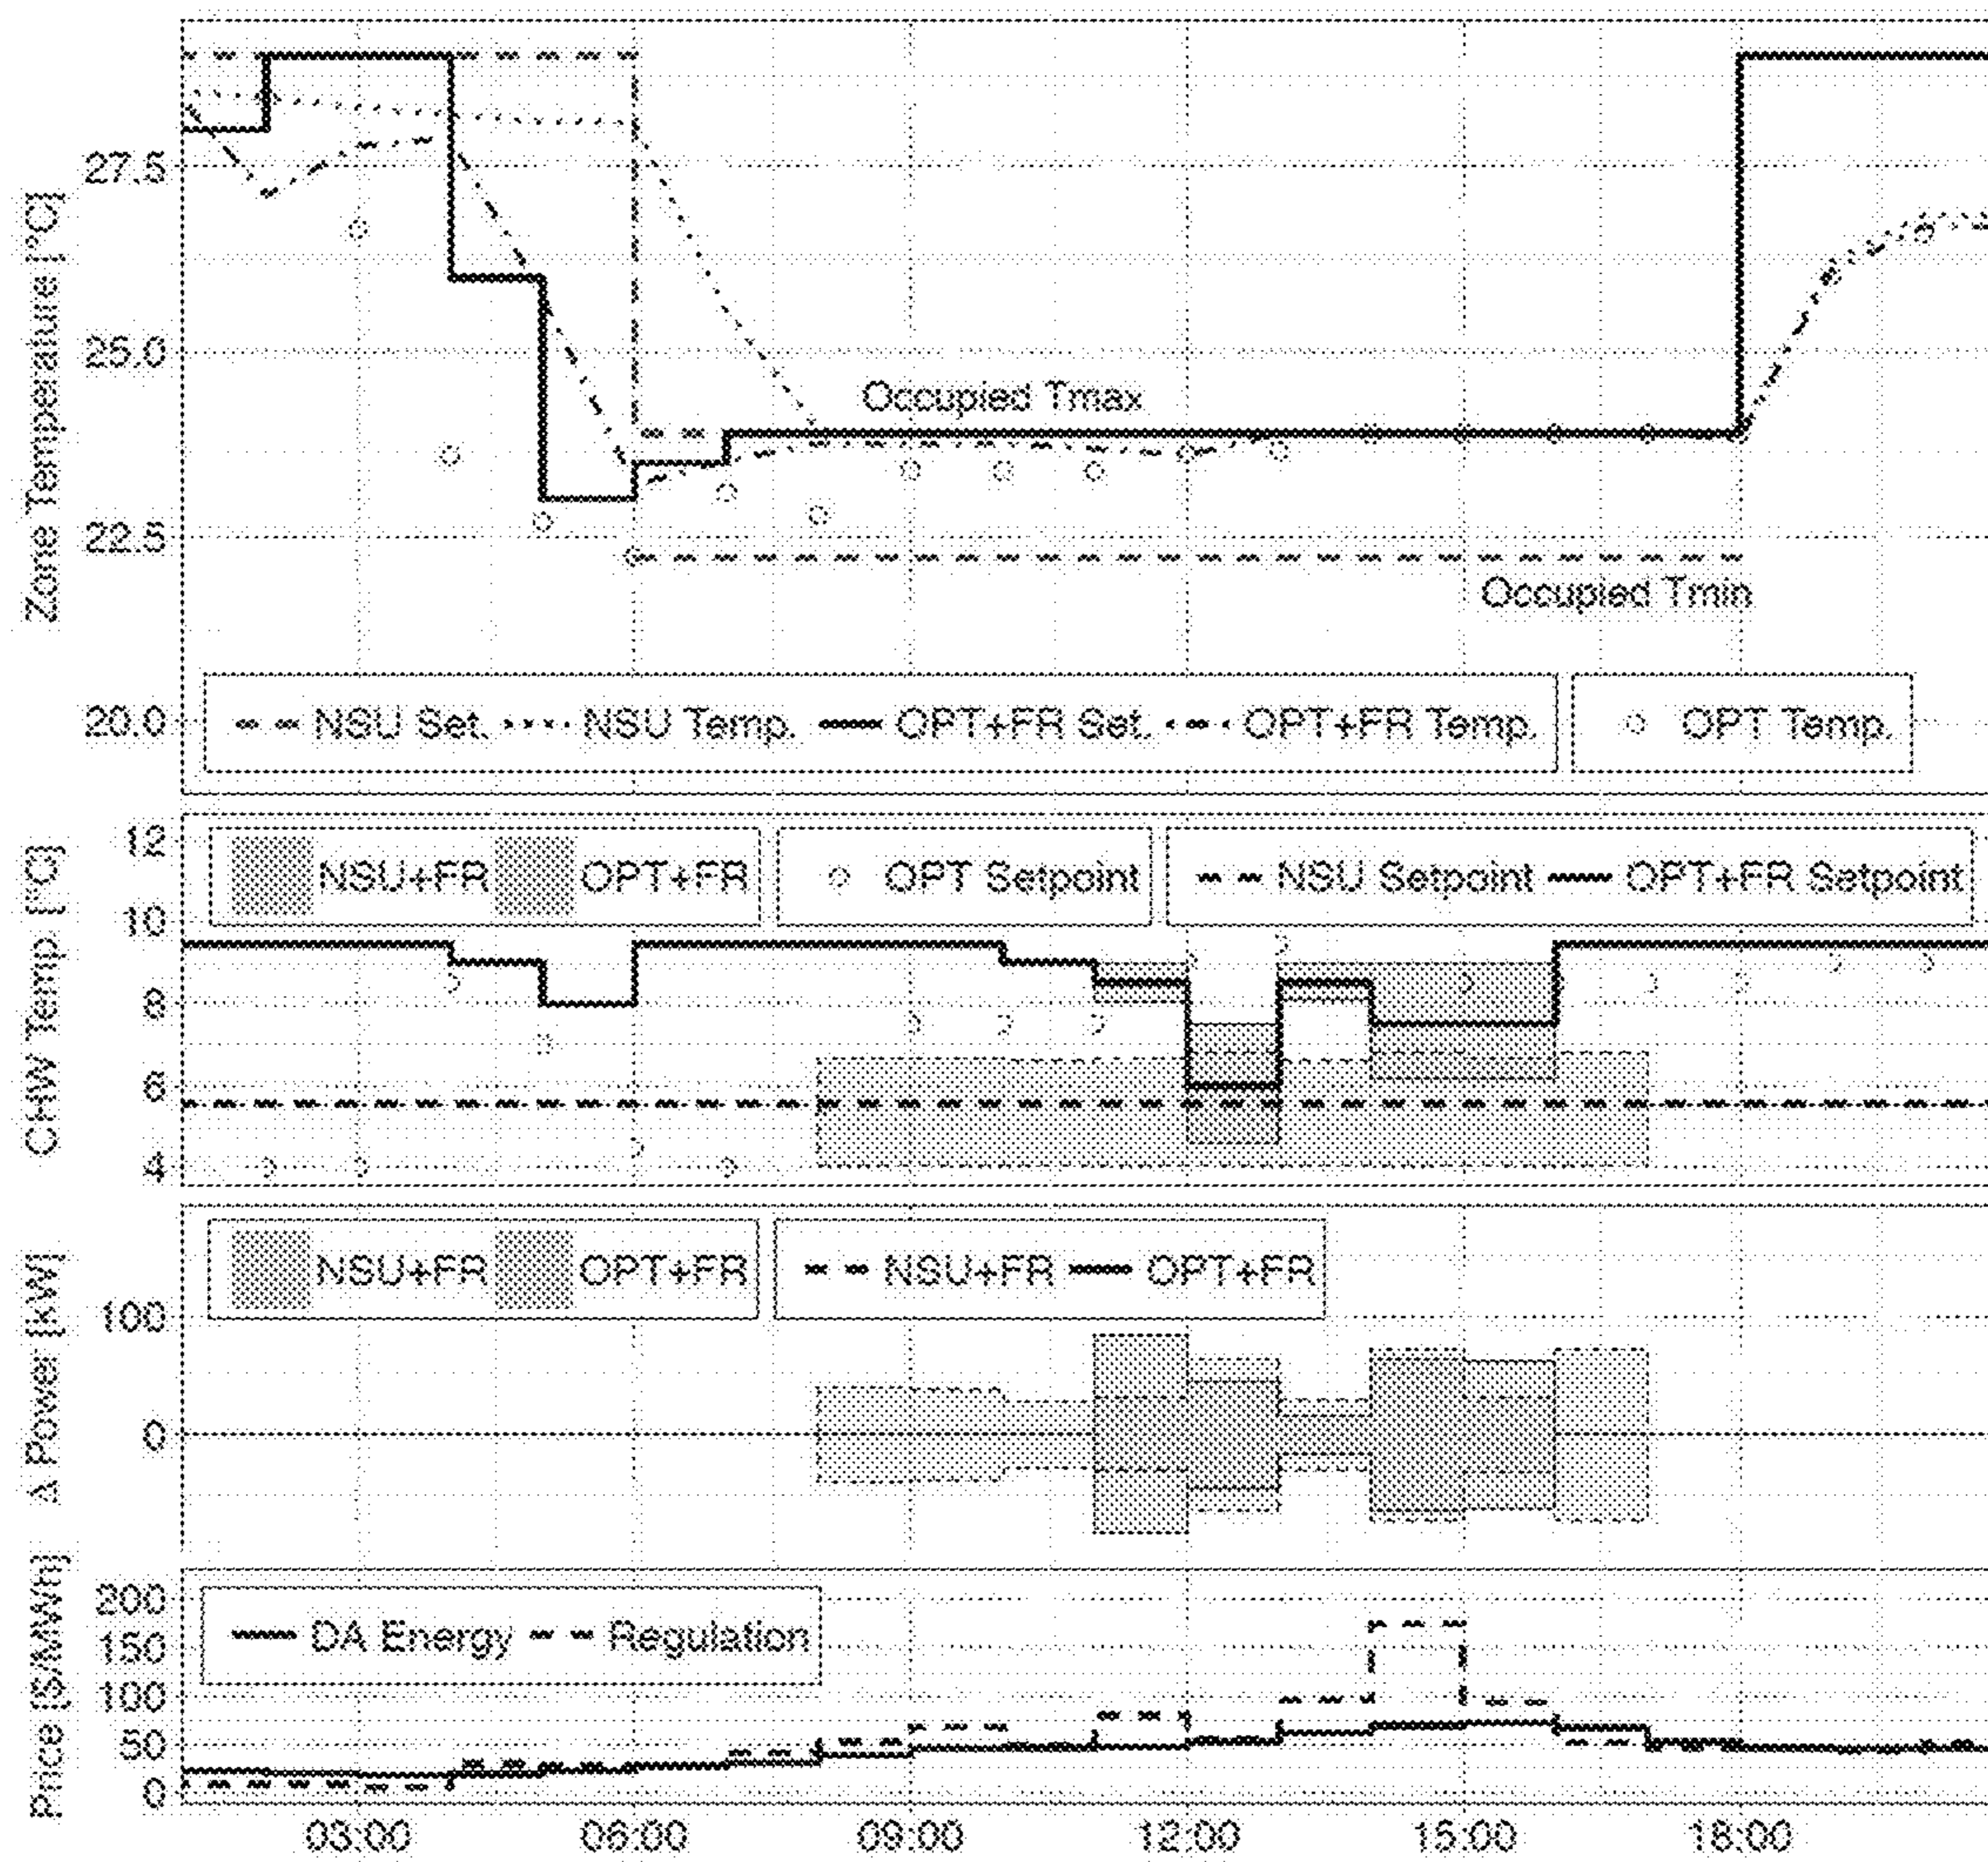 Zone Temperature [°C]
27.5
25.0
22.5
20.0
Occupied Tmax
Occupied Tmin
NSU Set. NSU Temp. OPT+FR Set. OPT+FR Temp. OPT Temp.
CHW Temp. [°C]
12
10
8
6
4
NSU+FR OPT+FR OPT Setpoint NSU Setpoint OPT+FR Setpoint
Δ Power [kW]
100
0
NSU+FR OPT+FR NSU+FR OPT+FR
Price [$/MWh]
200
150
100
50
0
DA Energy Regulation
03:00 06:00 09:00 12:00 15:00 18:00